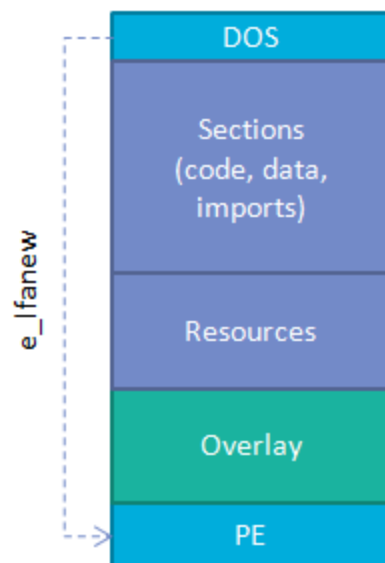 DOS
Sections
(code, data,
imports)
e_lfanew
Resources
Overlay
PE